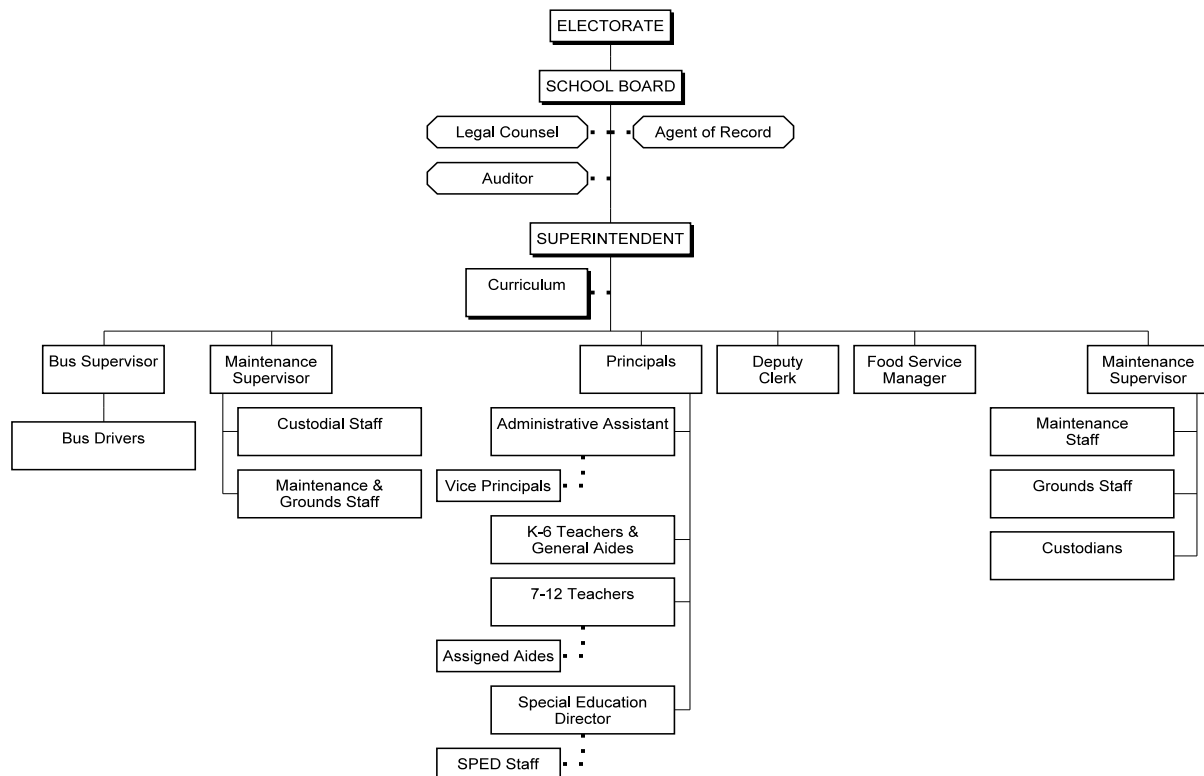 ELECTORATE
SCHOOL BOARD
Legal Counsel
Agent of Record
Auditor
SUPERINTENDENT
Curriculum
Bus Supervisor
Maintenance
Supervisor
Principals
Deputy
Clerk
Food Service
Manager
Maintenance
Supervisor
Bus Drivers
Custodial Staff
Maintenance &
Grounds Staff
Administrative Assistant
Vice Principals
K-6 Teachers &
General Aides
7-12 Teachers
Assigned Aides
Special Education
Director
SPED Staff
Maintenance
Staff
Grounds Staff
Custodians